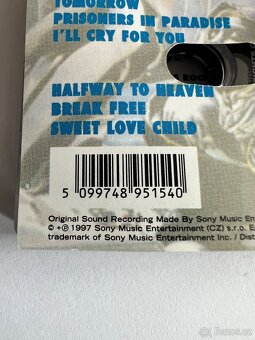 TOMORROW
PRISONERS IN PARADISE
I'LL CRY FOR YOU
HALFWAY TO HEAVEN
BREAK FREE
SWEET LOVE CHILD
5 099748 951540
Original Sound Recording Made By Sony Music Ente
© + ℗ 1997 Sony Music Entertainment (CZ) s.r.o. E
trademark of Sony Music Entertainment Inc. / Dist
bazos.cz